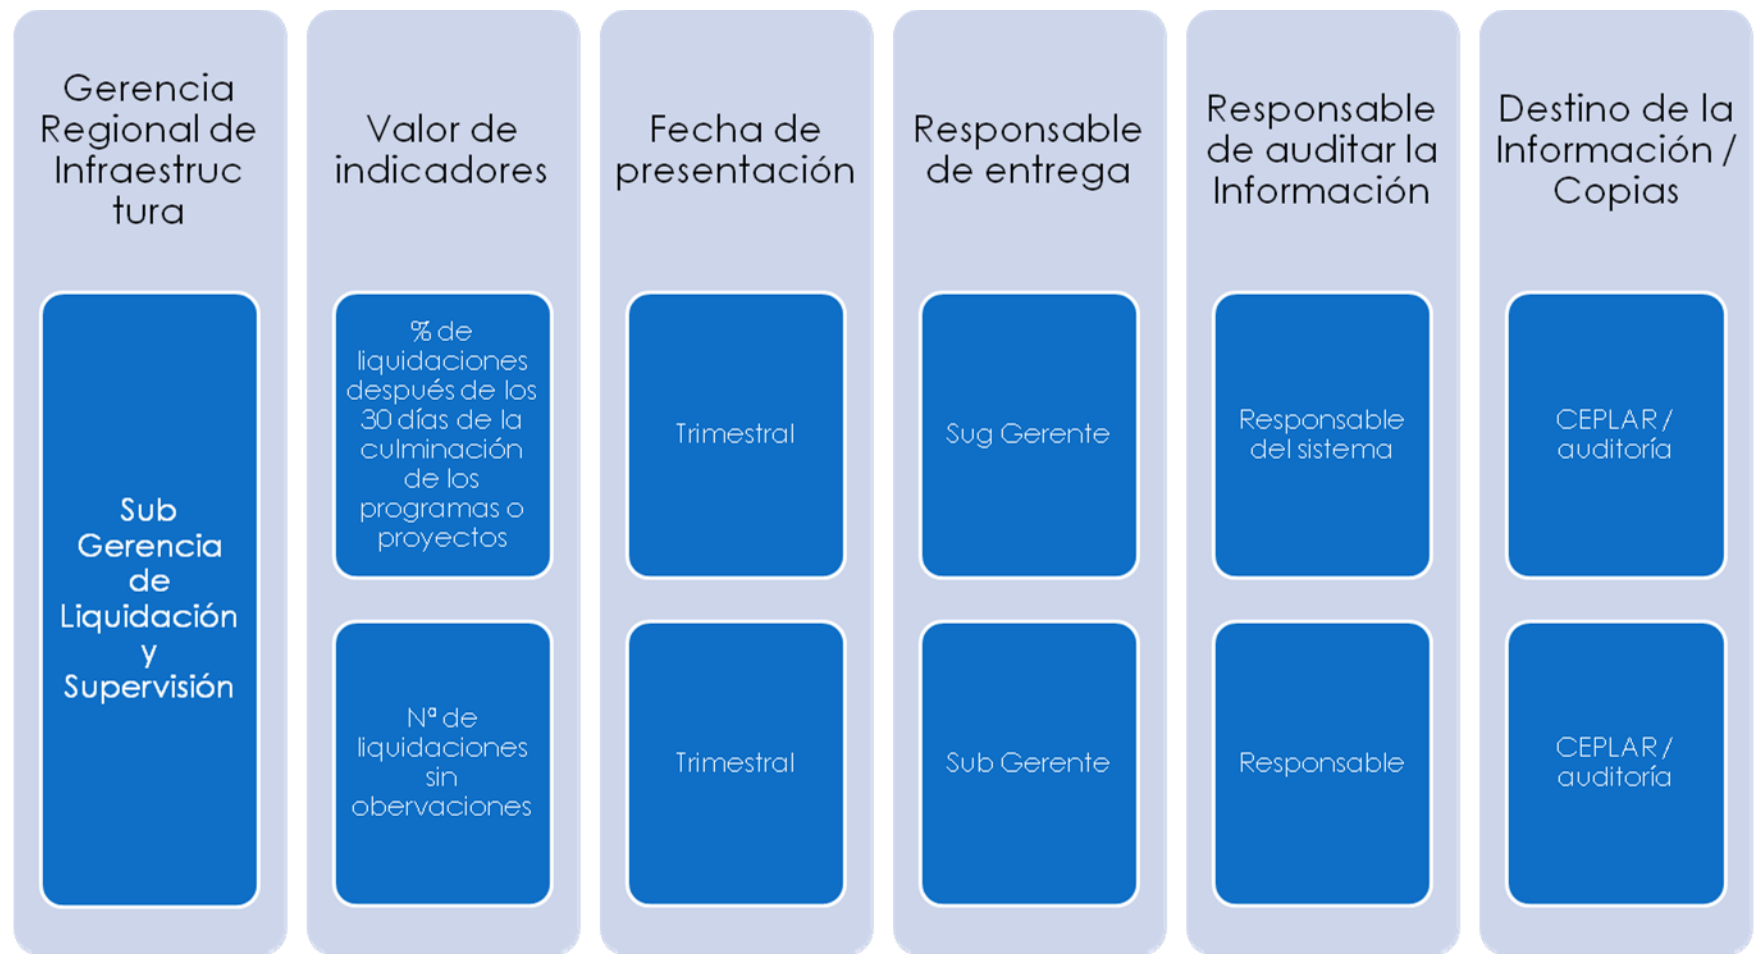 Gerencia
Regional de
Infraestruc
tura
Valor de
indicadores
Fecha de
presentación
Responsable
de entrega
Responsable
de auditar la
Información
Destino de la
Información /
Copias
Sub
Gerencia
de
Liquidación
y
Supervisión
% de
liquidaciones
después de los
30 días de la
culminación
de los
programas o
proyectos
Trimestral
Sug Gerente
Responsable
del sistema
CEPLAR /
auditoría
Nª de
liquidaciones
sin
obervaciones
Trimestral
Sub Gerente
Responsable
CEPLAR /
auditoría